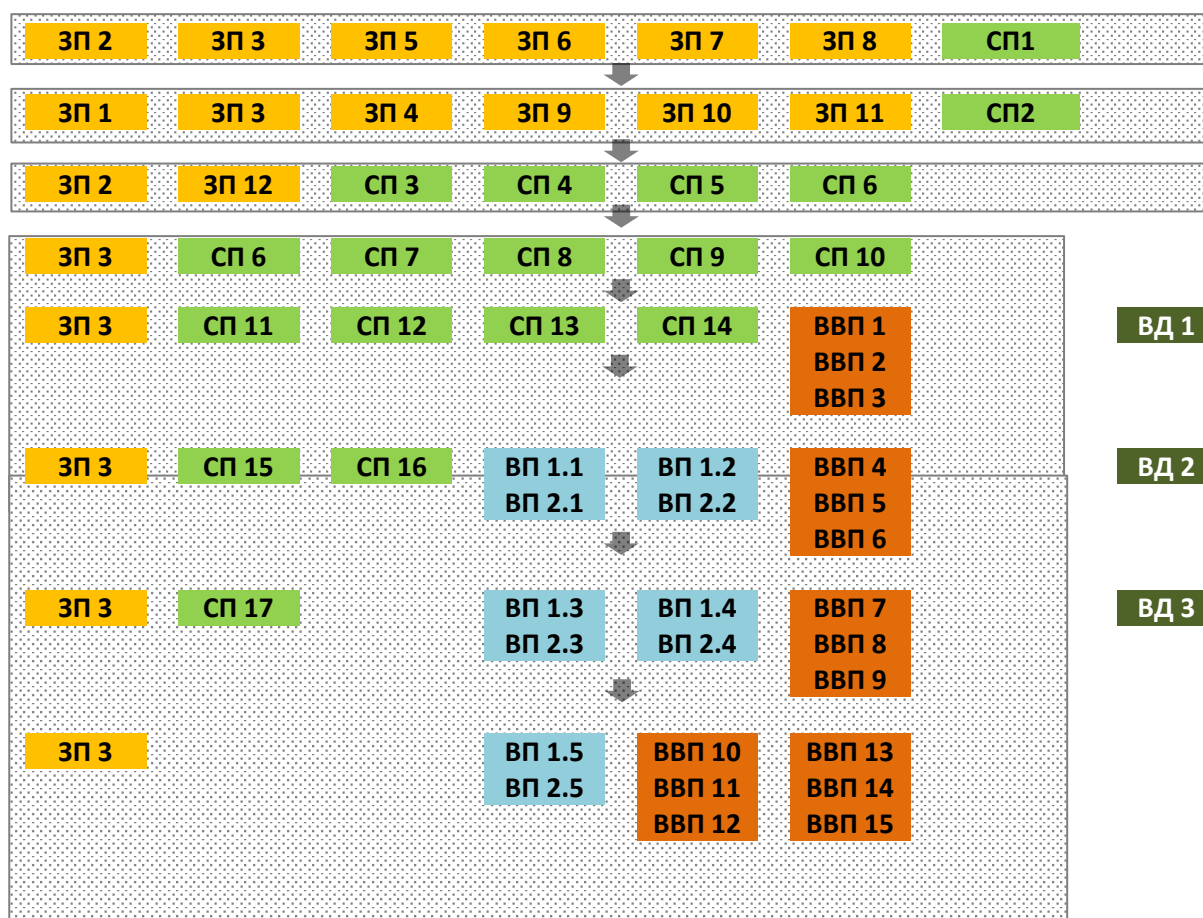 ЗП 2 ЗП 3 ЗП 5 ЗП 6 ЗП 7 ЗП 8 СП1
ЗП 1 ЗП 3 ЗП 4 ЗП 9 ЗП 10 ЗП 11 СП2
ЗП 2 ЗП 12 СП 3 СП 4 СП 5 СП 6
ЗП 3 СП 6 СП 7 СП 8 СП 9 СП 10
ЗП 3 СП 11 СП 12 СП 13 СП 14 ВВП 1 ВД 1
ВВП 2
ВВП 3
ЗП 3 СП 15 СП 16 ВП 1.1 ВП 1.2 ВВП 4 ВД 2
ВП 2.1 ВП 2.2 ВВП 5
ВВП 6
ЗП 3 СП 17 ВП 1.3 ВП 1.4 ВВП 7 ВД 3
ВП 2.3 ВП 2.4 ВВП 8
ВВП 9
ЗП 3 ВП 1.5 ВВП 10 ВВП 13
ВП 2.5 ВВП 11 ВВП 14
ВВП 12 ВВП 15